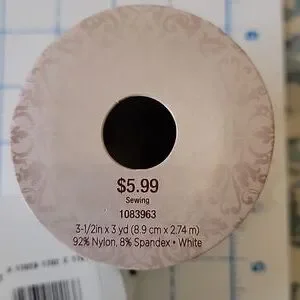 $5.99
Sewing
1083963
3-1/2in x 3 yd (8.9 cm x 2.74 m)
92% Nylon, 8% Spandex • White